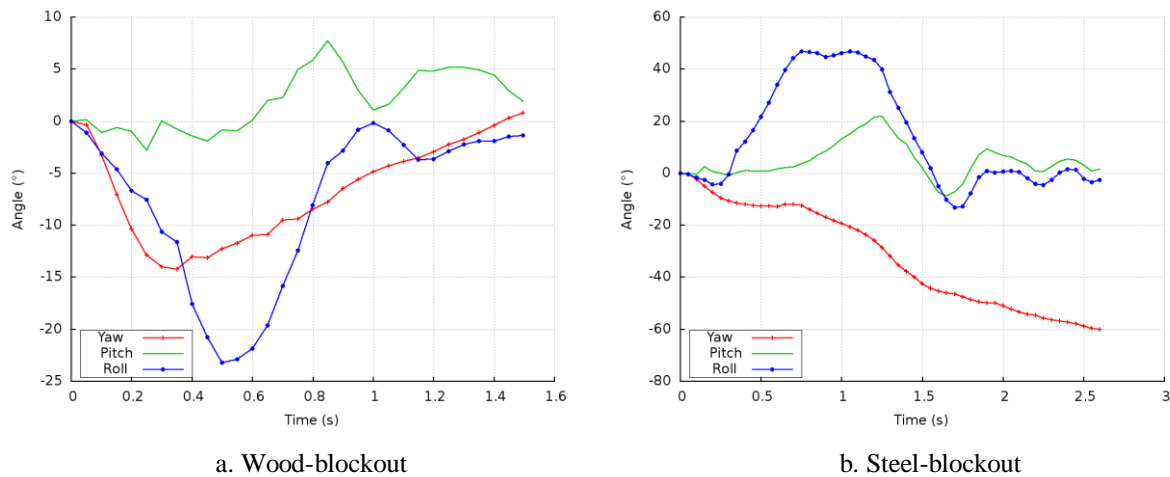 10
5
0
-5
-10
-15
-20
-25
Angle (°)
Yaw
Pitch
Roll
0 0.2 0.4 0.6 0.8 1 1.2 1.4 1.6
Time (s)
a. Wood-blockout
60
40
20
0
-20
-40
-60
-80
Angle (°)
Yaw
Pitch
Roll
0 0.5 1 1.5 2 2.5 3
Time (s)
b. Steel-blockout